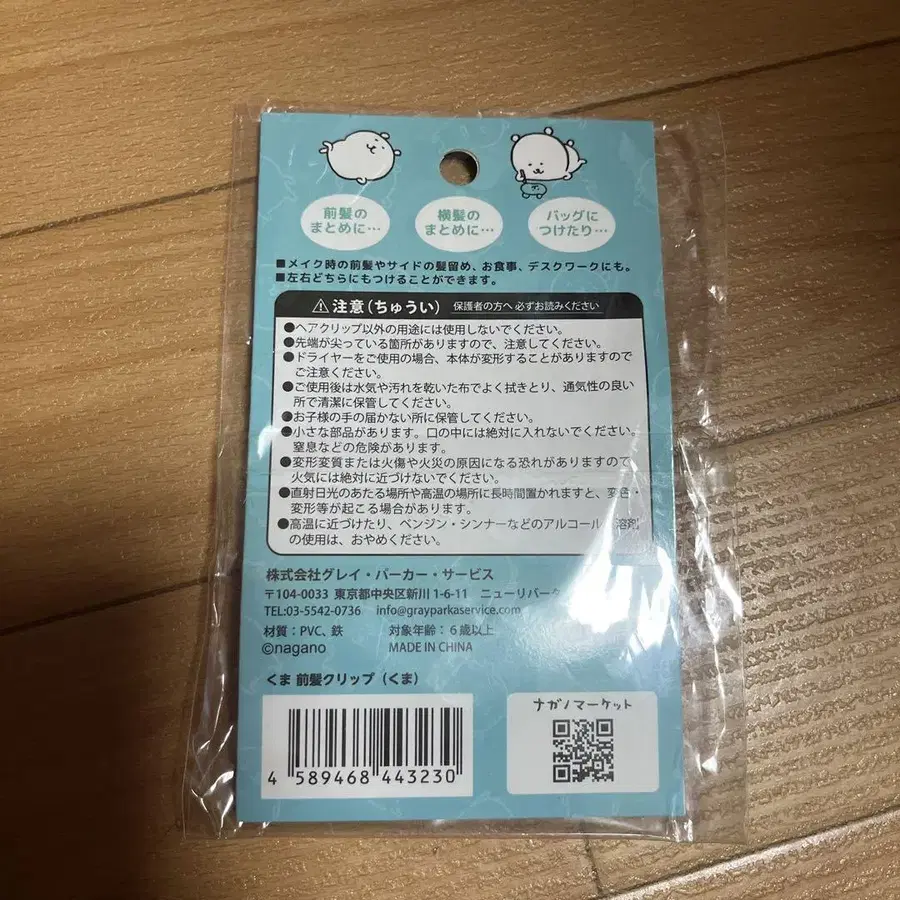 前髪の
まとめに…
横髪の
まとめに…
バッグに
つけたり…
■メイク時の前髪やサイドの髪留め、お食事、デスクワークにも。
■左右どちらにもつけることができます。
注意(ちゅうい) 保護者の方へ 必ずお読みください
●ヘアクリップ以外の用途には使用しないでください。
●先端が尖っている箇所がありますので、注意してください。
●ドライヤーをご使用の場合、本体が変形することがありますので
ご注意ください。
●ご使用後は水気や汚れを乾いた布でよく拭きとり、通気性の良い
所で清潔に保管してください。
●お子様の手の届かない所に保管してください。
●小さな部品があります。口の中には絶対に入れないでください。
窒息などの危険があります。
●変形変質または火傷や火災の原因になる恐れがありますので
火気には絶対に近づけないでください。
●直射日光のあたる場所や高温の場所に長時間置かれますと、変色・
変形等が起こる場合があります。
●高温に近づけたり、ベンジン・シンナーなどのアルコール 溶剤
の使用は、おやめください。
株式会社グレイ・パーカー・サービス
〒104-0033 東京都中央区新川1-6-11 ニューリバータ
TEL:03-5542-0736 info@grayparkaservice.com
材質:PVC、鉄 対象年齢:6歳以上
©nagano MADE IN CHINA
くま 前髪クリップ(くま)
ナガノマーケット
4 589468 443230